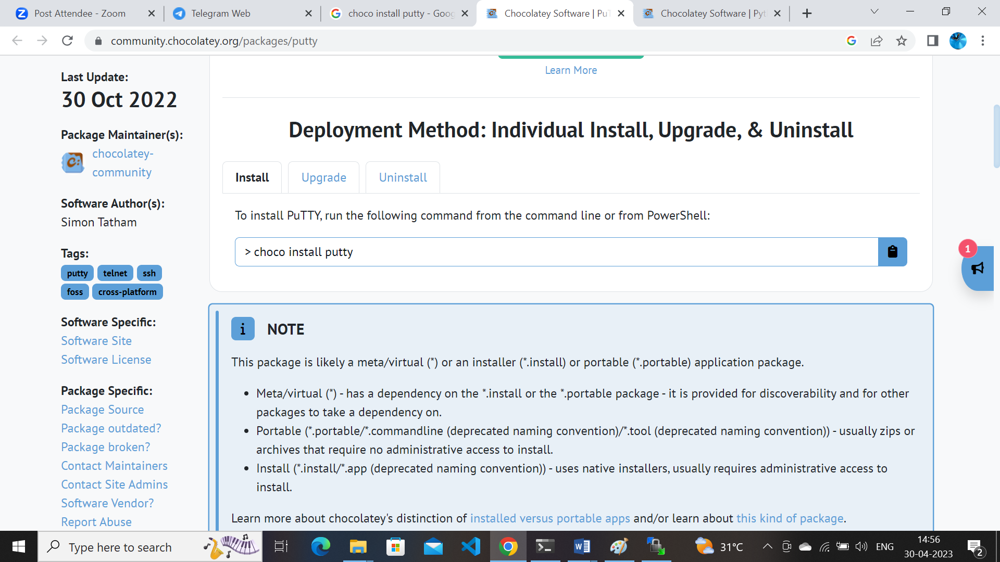 Post Attendee - Zoom
Telegram Web
choco install putty - Goog
Chocolatey Software | PuT
Chocolatey Software | Pyt
community.chocolatey.org/packages/putty
Learn More
Last Update:
30 Oct 2022
Package Maintainer(s):
chocolatey-
community
Software Author(s):
Simon Tatham
Tags:
putty telnet ssh
foss cross-platform
Software Specific:
Software Site
Software License
Package Specific:
Package Source
Package outdated?
Package broken?
Contact Maintainers
Contact Site Admins
Software Vendor?
Report Abuse
Deployment Method: Individual Install, Upgrade, & Uninstall
Install Upgrade Uninstall
To install PuTTY, run the following command from the command line or from PowerShell:
> choco install putty
1
i NOTE
This package is likely a meta/virtual (*) or an installer (*.install) or portable (*.portable) application package.
• Meta/virtual (*) - has a dependency on the *.install or the *.portable package - it is provided for discoverability and for other
packages to take a dependency on.
• Portable (*.portable/*.commandline (deprecated naming convention)/*.tool (deprecated naming convention)) - usually zips or
archives that require no administrative access to install.
• Install (*.install/*.app (deprecated naming convention)) - uses native installers, usually requires administrative access to
install.
Learn more about chocolatey's distinction of installed versus portable apps and/or learn about this kind of package.
Type here to search
31°C
ENG
14:56
30-04-2023
2